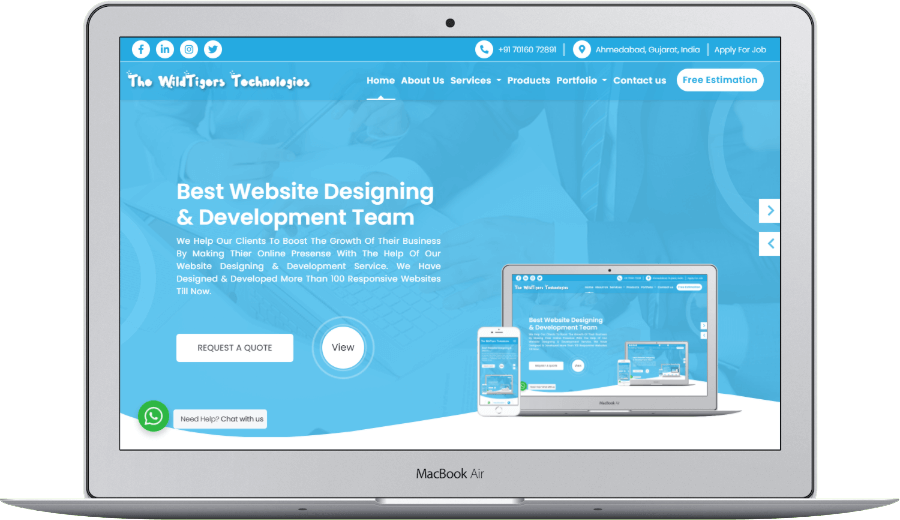 +91 70160 72891
Ahmedabad, Gujarat, India
Apply For Job
The WildTigers Technologies
Home
About Us
Services
Products
Portfolio
Contact us
Free Estimation
Best Website Designing
& Development Team
We Help Our Clients To Boost The Growth Of Their Business
By Making Thier Online Presense With The Help Of Our
Website Designing & Development Service. We Have
Designed & Developed More Than 100 Responsive Websites
Till Now.
REQUEST A QUOTE
View
The WildTigers Technologies
Free Estimation
Best Website Designing
& Development Team
REQUEST A QUOTE
View
MacBook Air
Need Help? Chat with us
MacBook Air